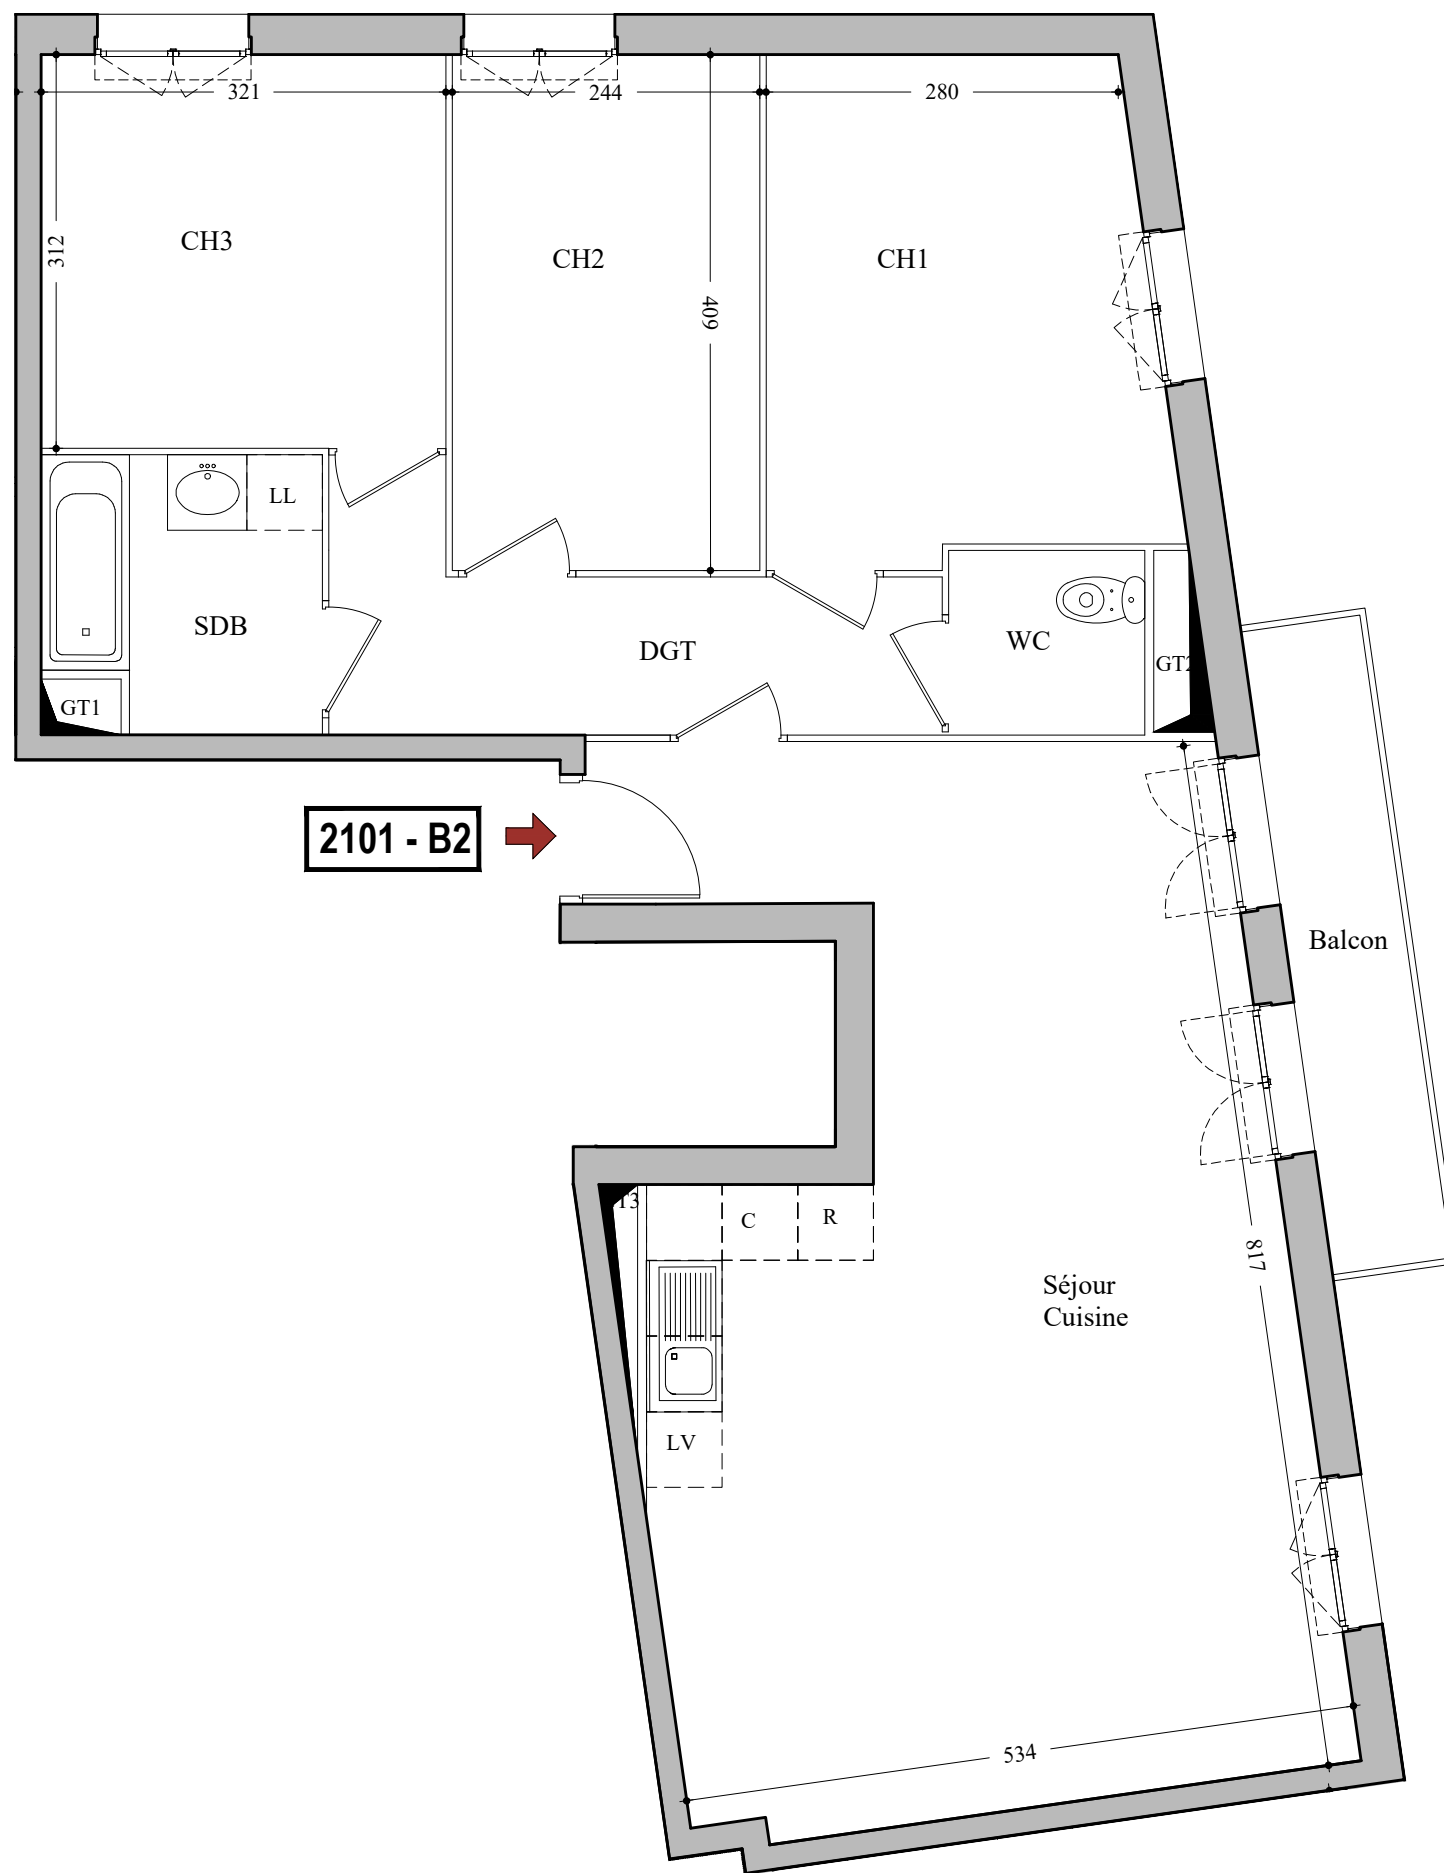 321
244
280
CH3
312
CH2
CH1
409
LL
SDB
DGT
WC
GT2
GT1
2101 - B2
Balcon
C
R
817
Séjour
Cuisine
LV
534